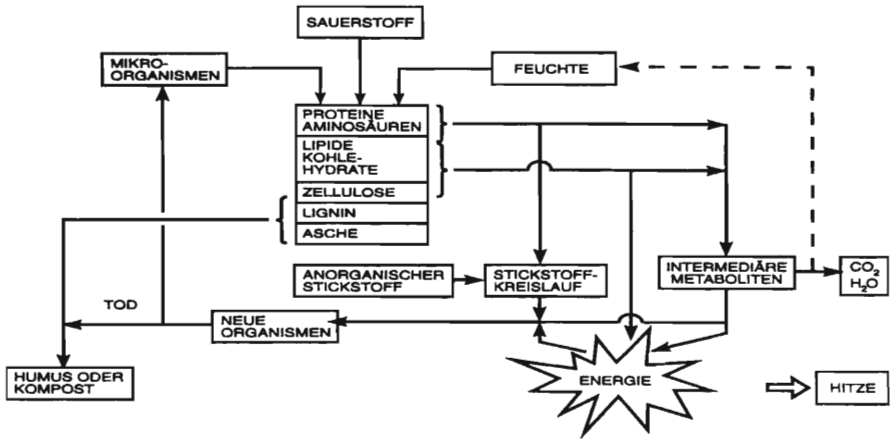 SAUERSTOFF
MIKRO-
ORGANISMEN
FEUCHTE
PROTEINE
AMINOSÄUREN
LIPIDE
KOHLE-
HYDRATE
ZELLULOSE
LIGNIN
ASCHE
ANORGANISCHER
STICKSTOFF
STICKSTOFF-
KREISLAUF
INTERMEDIÄRE
METABOLITEN
CO₂
H₂O
TOD
NEUE
ORGANISMEN
HUMUS ODER
KOMPOST
ENERGIE
HITZE